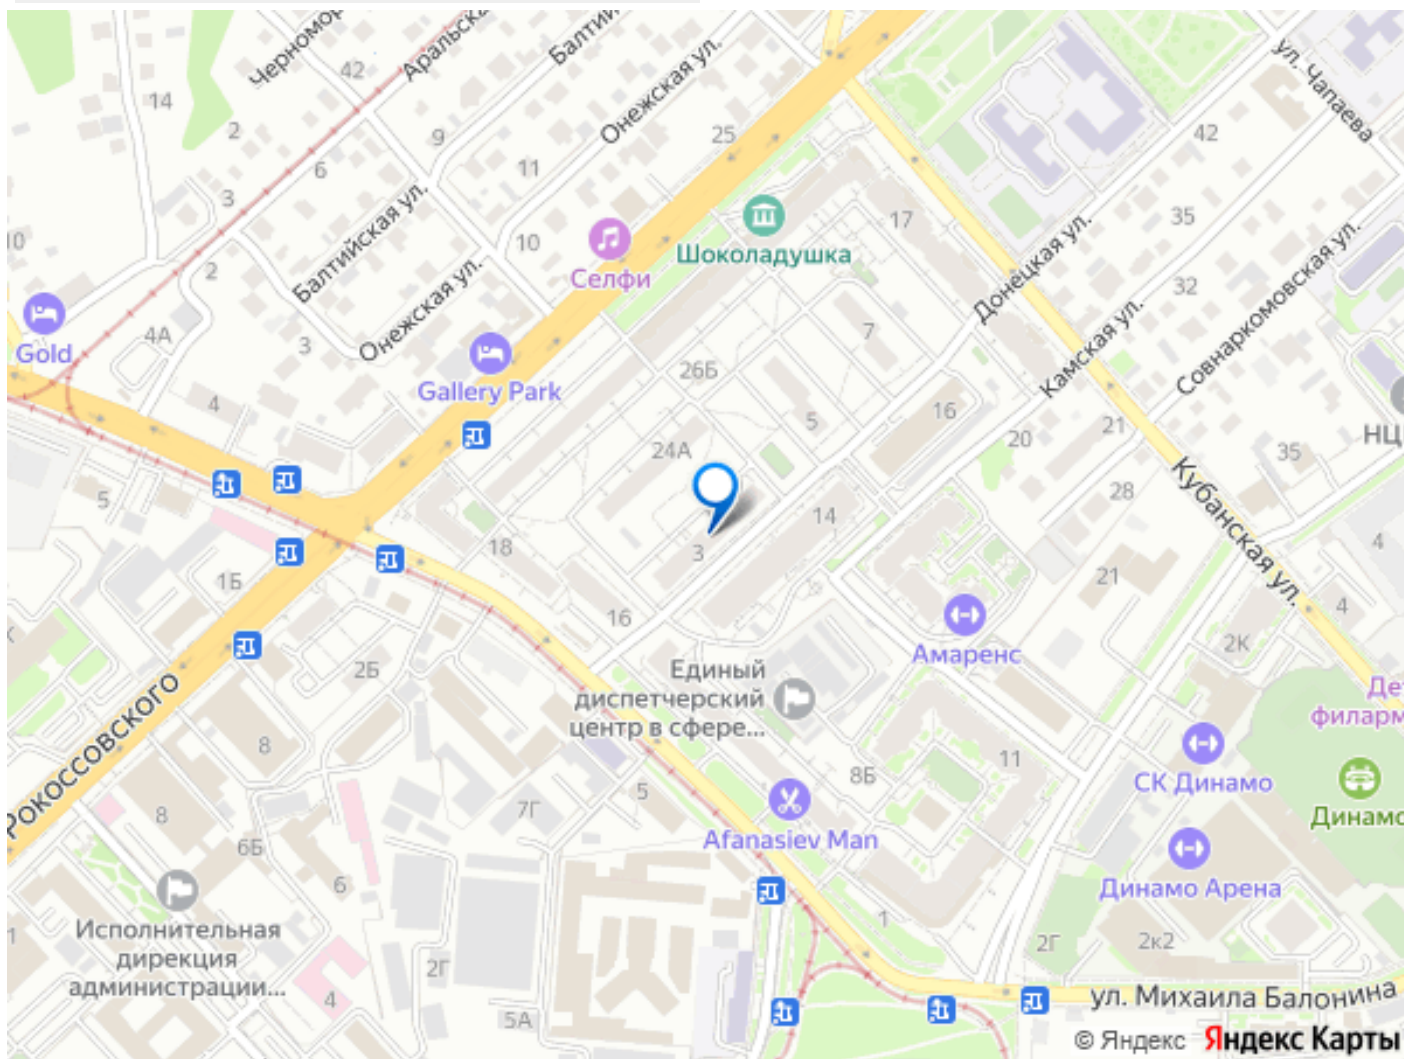 Черномор
Аральска
Балтий
Онежская ул.
ул. Чапаева
42
14
2
9
25
42
6
11
3
Балтийская ул.
Шоколадушка
17
35
Донецкая ул.
Совнаркомовская ул.
10
10
Селфи
2
Онежская ул.
32
Камская ул.
Gold
4А
3
7
Gallery Park
26Б
4
5
16
21
20
НЦ
35
24А
28
Кубанская ул.
5
14
18
3
4
1Б
21
16
4
К
2Б
Амаренс
2К
Единый
диспетчерский
центр в сфере...
Де
филарм
Рокоссовского
8
11
8Б
СК Динамо
5
7Г
8
Динамо
6Б
Afanasiev Man
6
Динамо Арена
1
1
Исполнительная
дирекция
администрации...
2Г
2Г
2к2
4
5А
ул. Михаила Балонина
© Яндекс Яндекс Карты